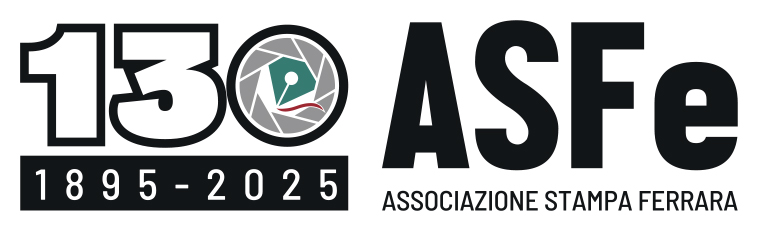 130
1895-2025
ASFe
ASSOCIAZIONE STAMPA FERRARA